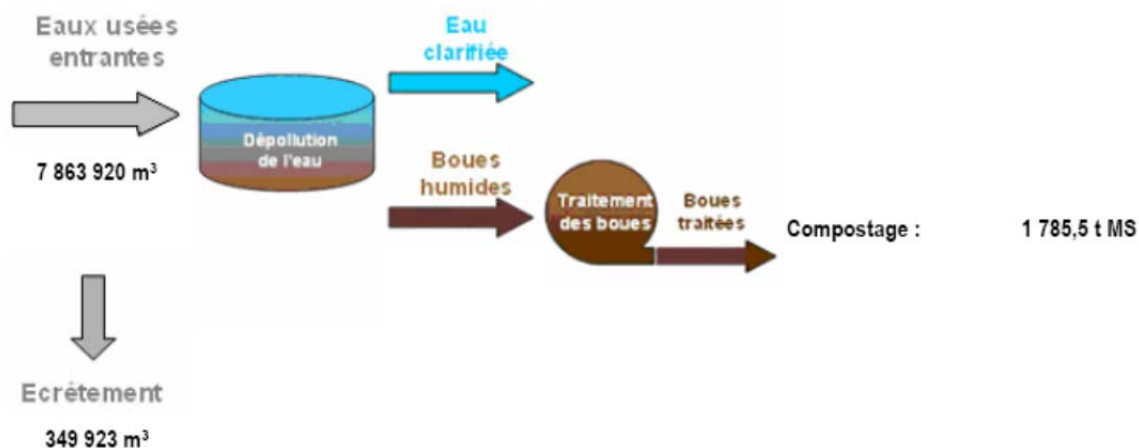 Eaux usées
entrantes
7 863 920 m³
Eau
clarifiée
Dépollution
de l'eau
Boues
humides
Traitement
des boues
Boues
traitées
Compostage : 1 785,5 t MS
Ecrètement
349 923 m³